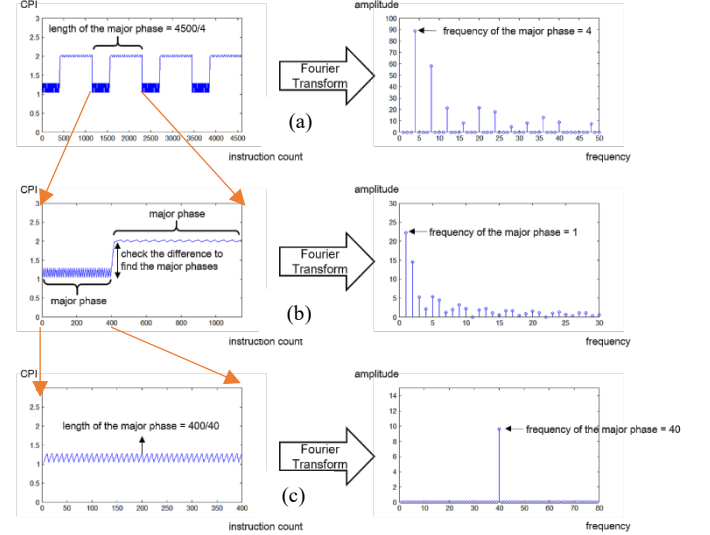 CPI
length of the major phase = 4500/4
3
2.5
2
1.5
1
0.5
0
0 500 1000 1500 2000 2500 3000 3500 4000 4500
instruction count
Fourier
Transform
(a)
amplitude
frequency of the major phase = 4
100
90
80
70
60
50
40
30
20
10
0
0 5 10 15 20 25 30 35 40 45 50
frequency
CPI
major phase
check the difference to
find the major phases
major phase
3
2.5
2
1.5
1
0.5
0
0 200 400 600 800 1000
instruction count
Fourier
Transform
(b)
amplitude
frequency of the major phase = 1
30
25
20
15
10
5
0
0 5 10 15 20 25 30
frequency
CPI
length of the major phase = 400/40
2.5
2
1.5
1
0.5
0
0 50 100 150 200 250 300 350 400
instruction count
Fourier
Transform
(c)
amplitude
frequency of the major phase = 40
14
12
10
8
6
4
2
0
0 10 20 30 40 50 60 70 80
frequency